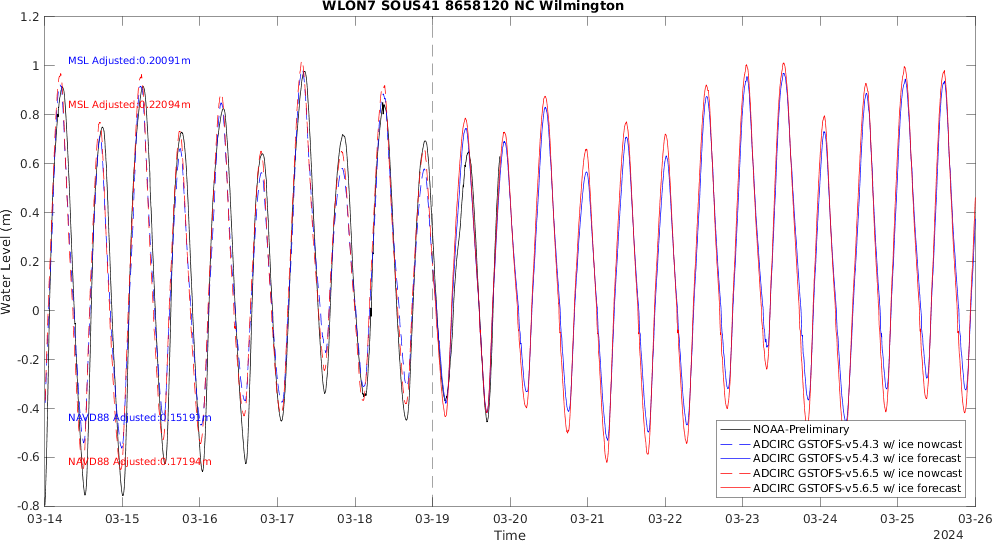 WLON7 SOUS41 8658120 NC Wilmington
1.2
1
0.8
0.6
0.4
0.2
0
-0.2
-0.4
-0.6
-0.8
Water Level (m)
MSL Adjusted:0.20091m
MSL Adjusted:0.22094m
NAVD88 Adjusted:0.15191m
NAVD88 Adjusted:0.17194m
NOAA-Preliminary
ADCIRC GSTOFS-v5.4.3 w/ ice nowcast
ADCIRC GSTOFS-v5.4.3 w/ ice forecast
ADCIRC GSTOFS-v5.6.5 w/ ice nowcast
ADCIRC GSTOFS-v5.6.5 w/ ice forecast
03-14 03-15 03-16 03-17 03-18 03-19 03-20 03-21 03-22 03-23 03-24 03-25 03-26
Time
2024